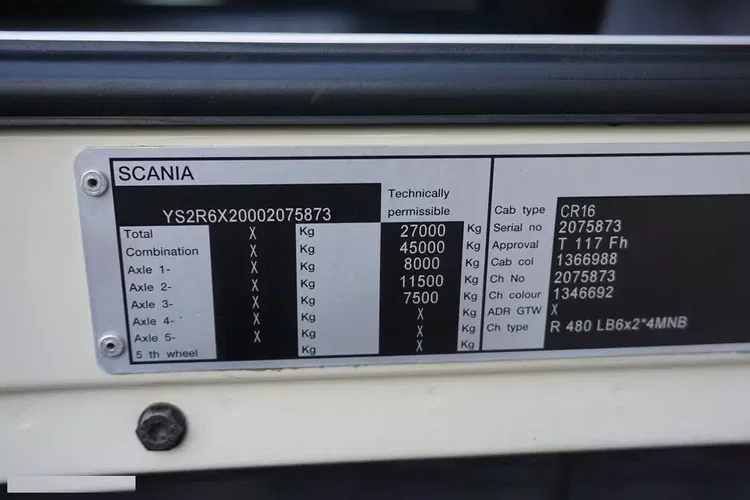 SCANIA
YS2R6X20002075873
Technically
permissible
Total X Kg 27000 Kg
Combination X Kg 45000 Kg
Axle 1- X Kg 8000 Kg
Axle 2- X Kg 11500 Kg
Axle 3- X Kg 7500 Kg
Axle 4- X Kg X Kg
Axle 5- X Kg X Kg
5 th wheel Kg X Kg
Cab type CR16
Serial no 2075873
Approval T 117 Fh
Cab col 1366988
Ch No 2075873
Ch colour 1346692
ADR GTW X
Ch type R 480 LB6x2*4MNB